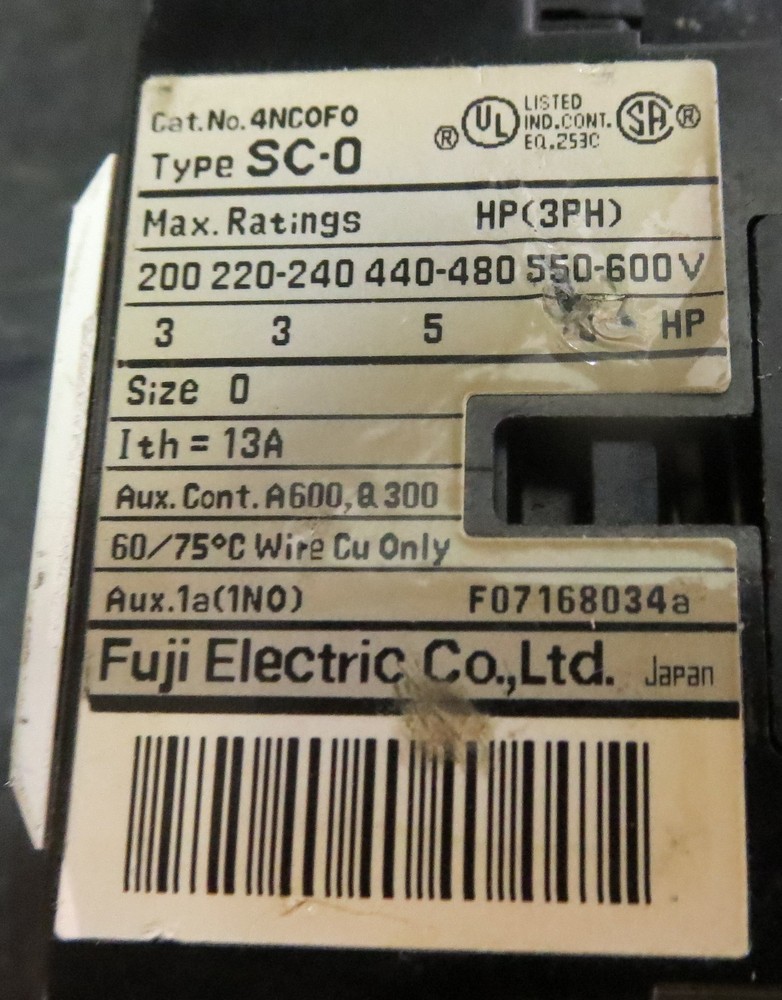 Cat.No. 4NC0F0
Type SC-0
® UL LISTED IND.CONT. EQ.253C SA ®
Max. Ratings HP(3PH)
200 220-240 440-480 550-600V
3 3 5 HP
Size 0
Ith = 13A
Aux. Cont. A600, Q300
60/75°C Wire Cu Only
Aux.1a(1NO) F07168034a
Fuji Electric Co.,Ltd. Japan